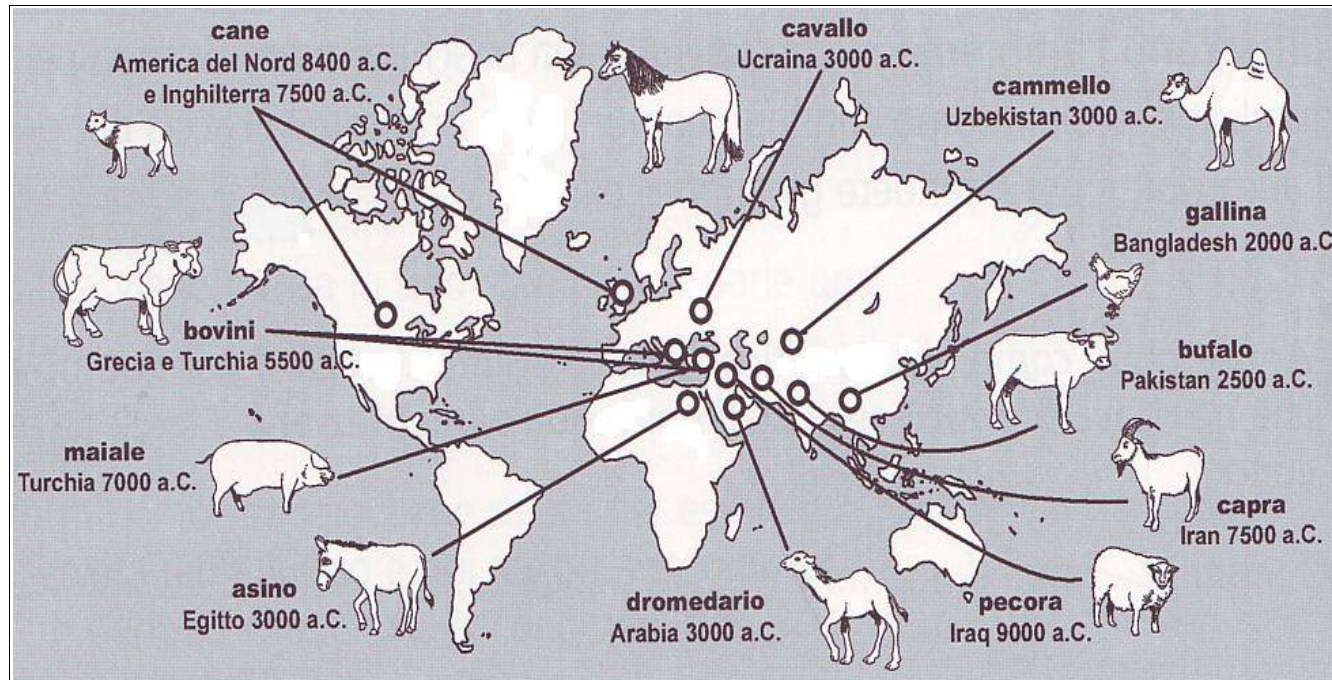 cane
America del Nord 8400 a.C.
e Inghilterra 7500 a.C.
cavallo
Ucraina 3000 a.C.
cammello
Uzbekistan 3000 a.C.
gallina
Bangladesh 2000 a.C
bovini
Grecia e Turchia 5500 a.C.
bufalo
Pakistan 2500 a.C.
maiale
Turchia 7000 a.C.
capra
Iran 7500 a.C.
asino
Egitto 3000 a.C.
dromedario
Arabia 3000 a.C.
pecora
Iraq 9000 a.C.